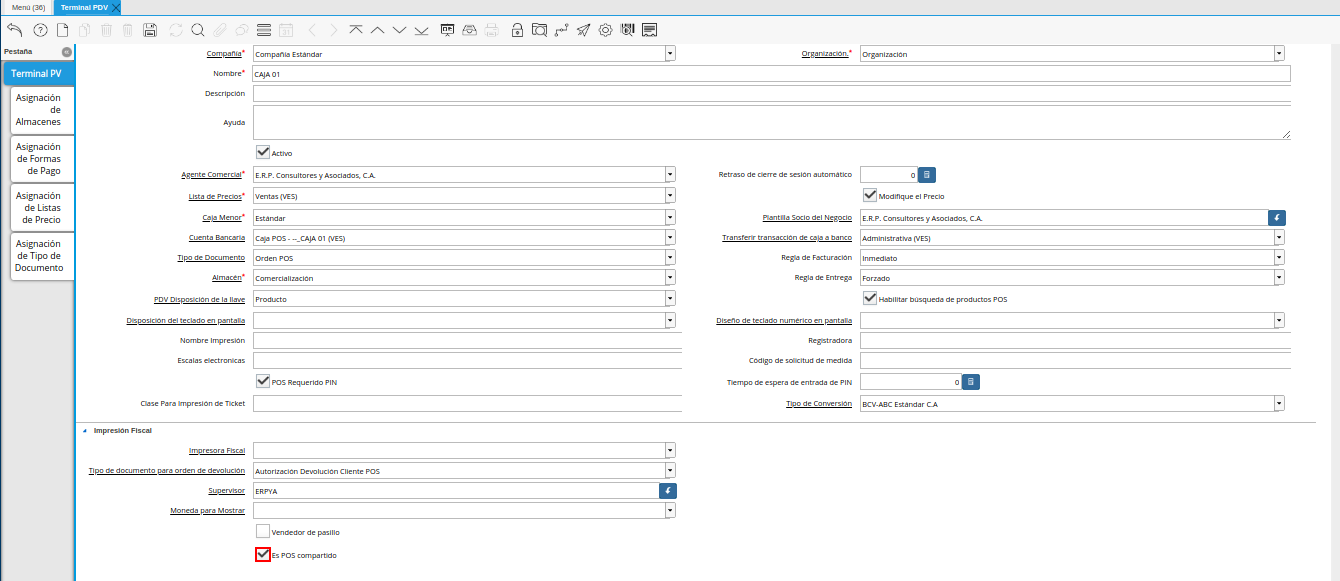 Menú (36)
Terminal PDV
Pestaña
Terminal PV
Asignación
de
Almacenes
Asignación
de Formas
de Pago
Asignación
de Listas
de Precio
Asignación
de Tipo de
Documento
Compañía* Compañía Estándar Organización.* Organización
Nombre* CAJA 01
Descripción
Ayuda
Activo
Agente Comercial* E.R.P. Consultores y Asociados, C.A. Retraso de cierre de sesión automático 0
Lista de Precios* Ventas (VES) Modifique el Precio
Caja Menor* Estándar Plantilla Socio del Negocio E.R.P. Consultores y Asociados, C.A.
Cuenta Bancaria Caja POS - --_CAJA 01 (VES) Transferir transacción de caja a banco Administrativa (VES)
Tipo de Documento Orden POS Regla de Facturación Inmediato
Almacén* Comercialización Regla de Entrega Forzado
PDV Disposición de la llave Producto Habilitar búsqueda de productos POS
Disposición del teclado en pantalla Diseño de teclado numérico en pantalla
Nombre Impresión Registradora
Escalas electronicas Código de solicitud de medida
POS Requerido PIN Tiempo de espera de entrada de PIN 0
Clase Para Impresión de Ticket Tipo de Conversión BCV-ABC Estándar C.A
Impresión Fiscal
Impresora Fiscal
Tipo de documento para orden de devolución Autorización Devolución Cliente POS
Supervisor ERPYA
Moneda para Mostrar
Vendedor de pasillo
Es POS compartido